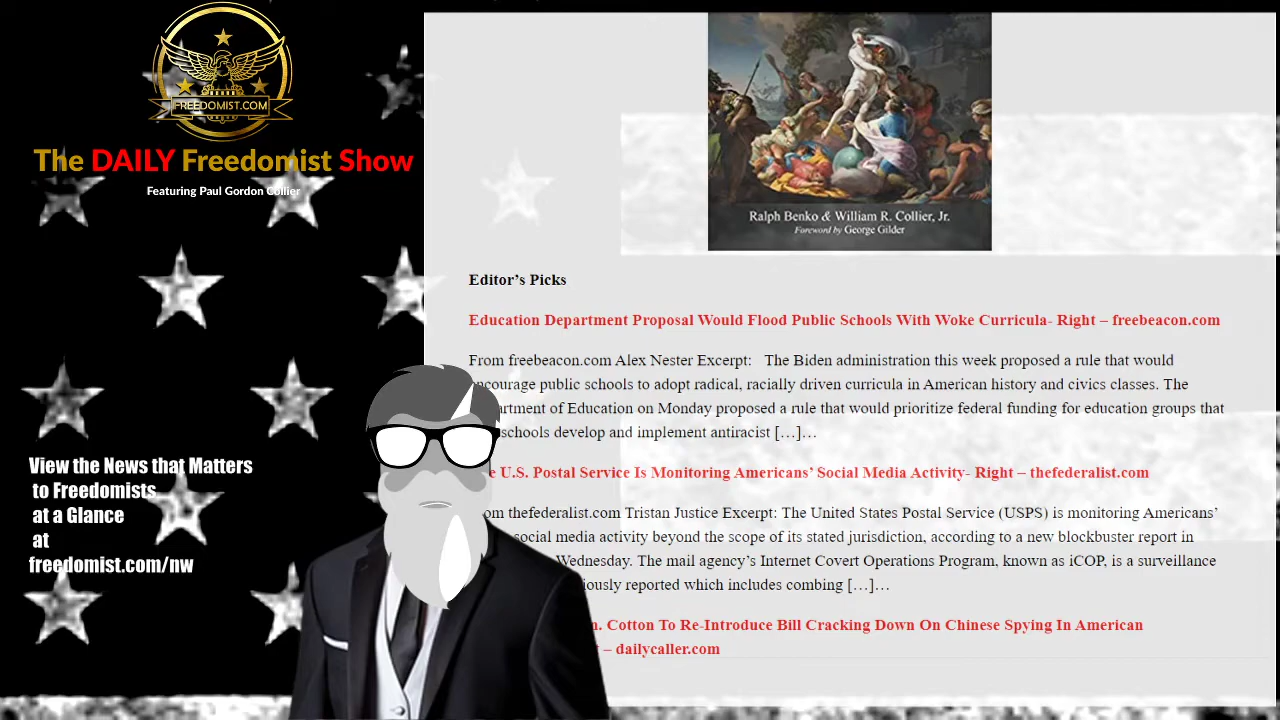 FREEDOMIST.COM
The DAILY Freedomist Show
Featuring Paul Gordon Collier
View the News that Matters
to Freedomists
at a Glance
at
freedomist.com/nw
Ralph Benko & William R. Collier, Jr.
Foreword by George Gilder
Editor’s Picks
Education Department Proposal Would Flood Public Schools With Woke Curricula- Right – freebeacon.com
From freebeacon.com Alex Nester Excerpt: The Biden administration this week proposed a rule that would
encourage public schools to adopt radical, racially driven curricula in American history and civics classes. The
artment of Education on Monday proposed a rule that would prioritize federal funding for education groups that
schools develop and implement antiracist […]…
e U.S. Postal Service Is Monitoring Americans’ Social Media Activity- Right – thefederalist.com
om thefederalist.com Tristan Justice Excerpt: The United States Postal Service (USPS) is monitoring Americans’
social media activity beyond the scope of its stated jurisdiction, according to a new blockbuster report in
Wednesday. The mail agency’s Internet Covert Operations Program, known as iCOP, is a surveillance
iously reported which includes combing […]…
n. Cotton To Re-Introduce Bill Cracking Down On Chinese Spying In American
– dailycaller.com